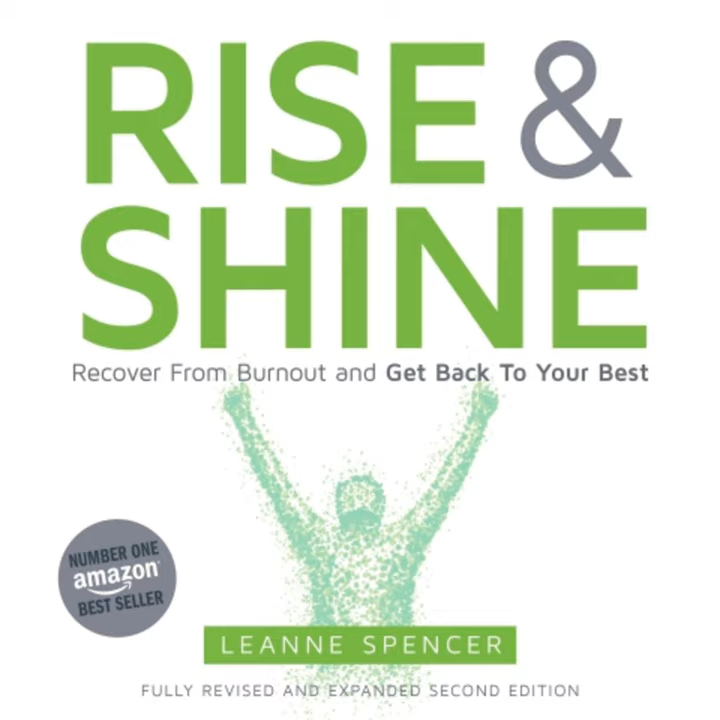 RISE &
SHINE
Recover From Burnout and Get Back To Your Best
NUMBER ONE
amazon
BEST SELLER
LEANNE SPENCER
FULLY REVISED AND EXPANDED SECOND EDITION